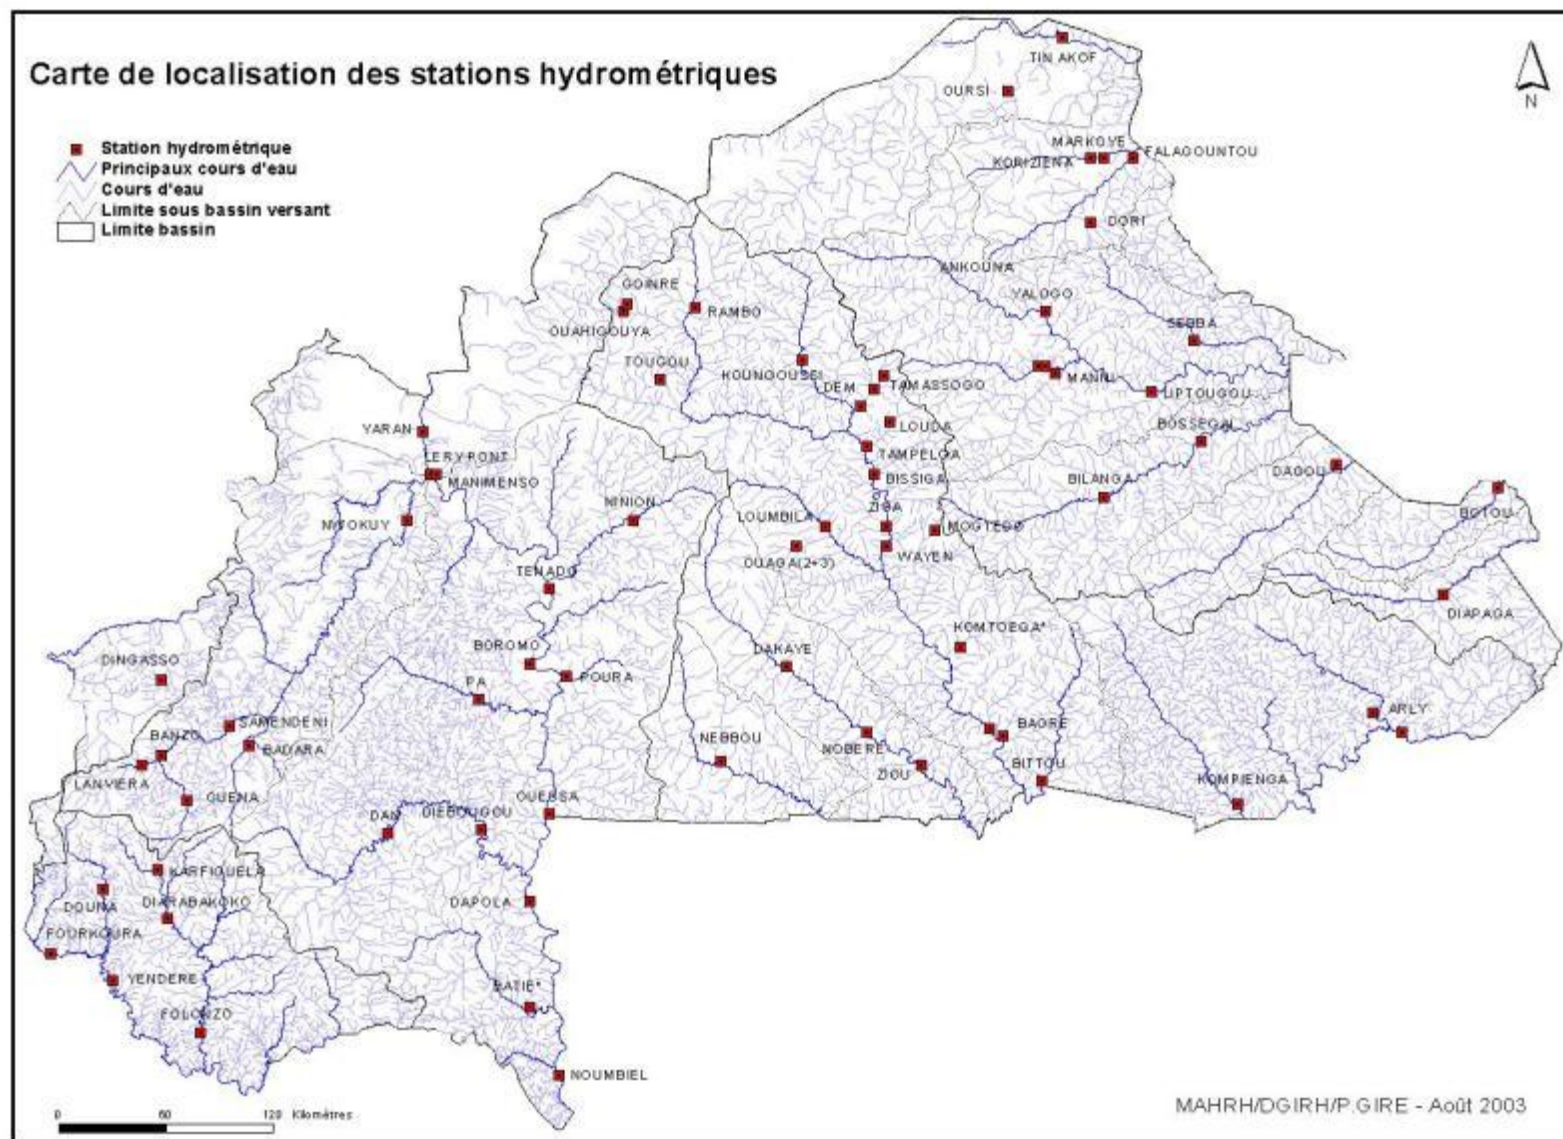 Carte de localisation des stations hydrométriques
N
Station hydrométrique
Principaux cours d'eau
Cours d'eau
Limite sous bassin versant
Limite bassin
TIN AKOF
OURSI
MARKOYE
KORIZIENA
FALAGOUNTOU
DORI
ANKOUNA
GOINRE
YALOGO
RAMBO
OUAHIGOUYA
SEBBA
TOUGOU
KOUNGOUSSI
DEM
TAMASSOGO
MANNI
LIPTOUGOU
LOUDA
YARAN
BOSSEGAI
TAMPELGA
LERYPONT
DAGOU
MANIMENSO
BISSIGA
BILANGA
NINION
BOTOU
NWOKUY
LOUMBILA
ZIGA
MOGTEDO
WAYEN
OUAGA(2+3)
TENADO
DIAPAGA
KOMTOEGA*
DINGASSO
BOROMO
DAKAYE
POURA
PA
SAMENDENI
BANZO
BADARA
NEBBOU
NOBERE
BAGRE
ARLY
ZIOU
BITTOU
LANVIERA
GUENA
KOMPIENGA
OUESSA
DAN
DIEBOUGOU
KARFIGUELA
DOUNA
DIARABAKOKO
DAPOLA
FOURKOURA
YENDERE
BATIE*
FOLONZO
NOUMBIEL
0 60 120 Kilomètres
MAHRH/DGIRH/P.GIRE - Août 2003